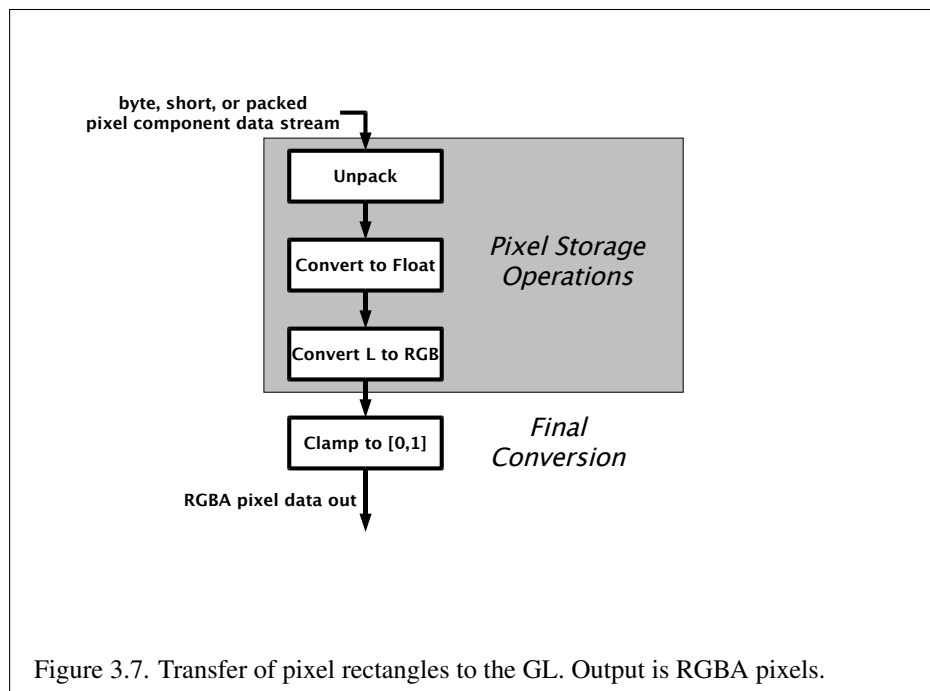 byte, short, or packed
pixel component data stream
Unpack
Convert to Float
Pixel Storage
Operations
Convert L to RGB
Clamp to [0,1]
Final
Conversion
RGBA pixel data out
Figure 3.7. Transfer of pixel rectangles to the GL. Output is RGBA pixels.